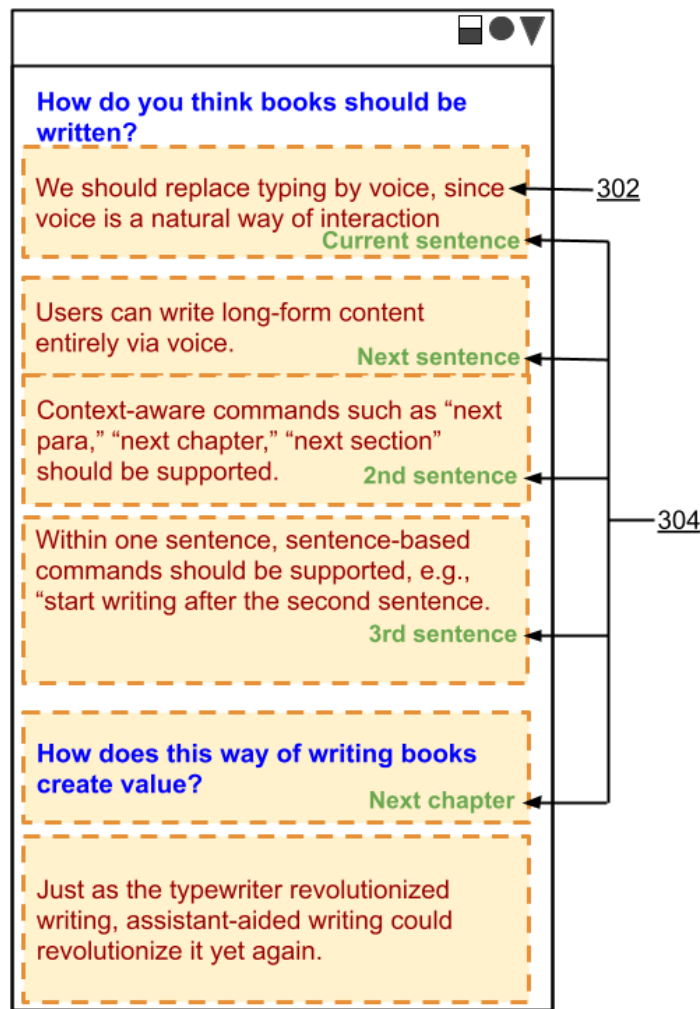 How do you think books should be
written?
We should replace typing by voice, since
voice is a natural way of interaction
302
Current sentence
Users can write long-form content
entirely via voice.
Next sentence
Context-aware commands such as “next
para,” “next chapter,” “next section”
should be supported.
2nd sentence
304
Within one sentence, sentence-based
commands should be supported, e.g.,
“start writing after the second sentence.
3rd sentence
How does this way of writing books
create value?
Next chapter
Just as the typewriter revolutionized
writing, assistant-aided writing could
revolutionize it yet again.